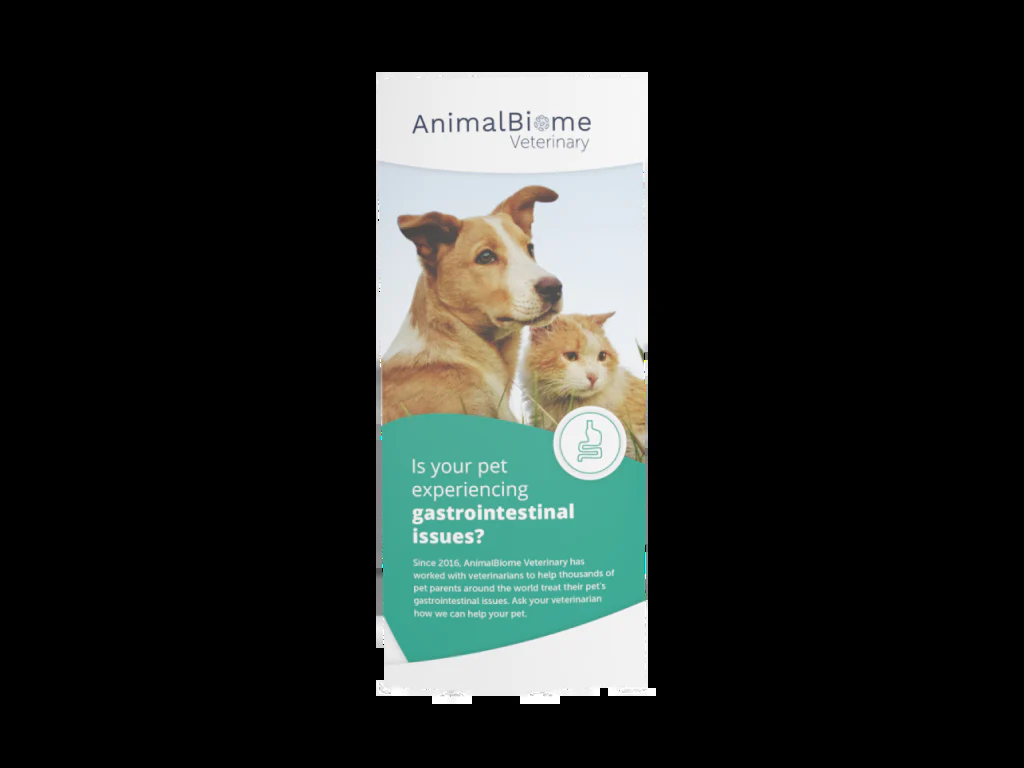 AnimalBiome
Veterinary
Is your pet
experiencing
gastrointestinal
issues?
Since 2016, AnimalBiome Veterinary has
worked with veterinarians to help thousands of
pet parents around the world treat their pet's
gastrointestinal issues. Ask your veterinarian
how we can help your pet.